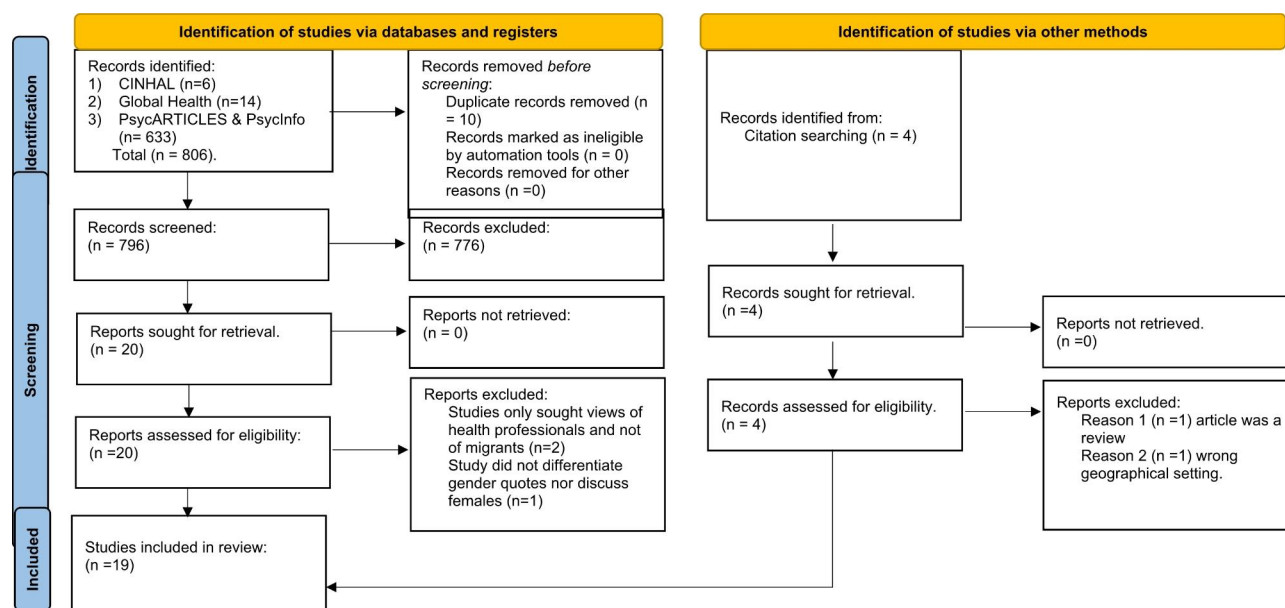 Identification of studies via databases and registers
Identification of studies via other methods
Identification
Records identified:
1) CINHAL (n=6)
2) Global Health (n=14)
3) PsycARTICLES & PsycInfo
(n= 633)
Total (n = 806).
Records removed before
screening:
Duplicate records removed (n
= 10)
Records marked as ineligible
by automation tools (n = 0)
Records removed for other
reasons (n =0)
Records identified from:
Citation searching (n = 4)
Screening
Records screened:
(n = 796)
Records excluded:
(n = 776)
Records sought for retrieval.
(n =4)
Reports not retrieved.
(n =0)
Reports sought for retrieval.
(n = 20)
Reports not retrieved:
(n = 0)
Records assessed for eligibility.
(n = 4)
Reports excluded:
Reason 1 (n =1) article was a
review
Reason 2 (n =1) wrong
geographical setting.
Reports assessed for eligibility:
(n =20)
Reports excluded:
Studies only sought views of
health professionals and not
of migrants (n=2)
Study did not differentiate
gender quotes nor discuss
females (n=1)
Included
Studies included in review:
(n =19)